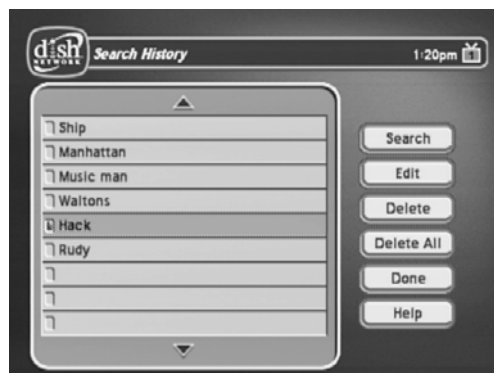 dish
NETWORK
Search History
1:20pm
1
Ship
Manhattan
Music man
Waltons
Hack
Rudy
Search
Edit
Delete
Delete All
Done
Help